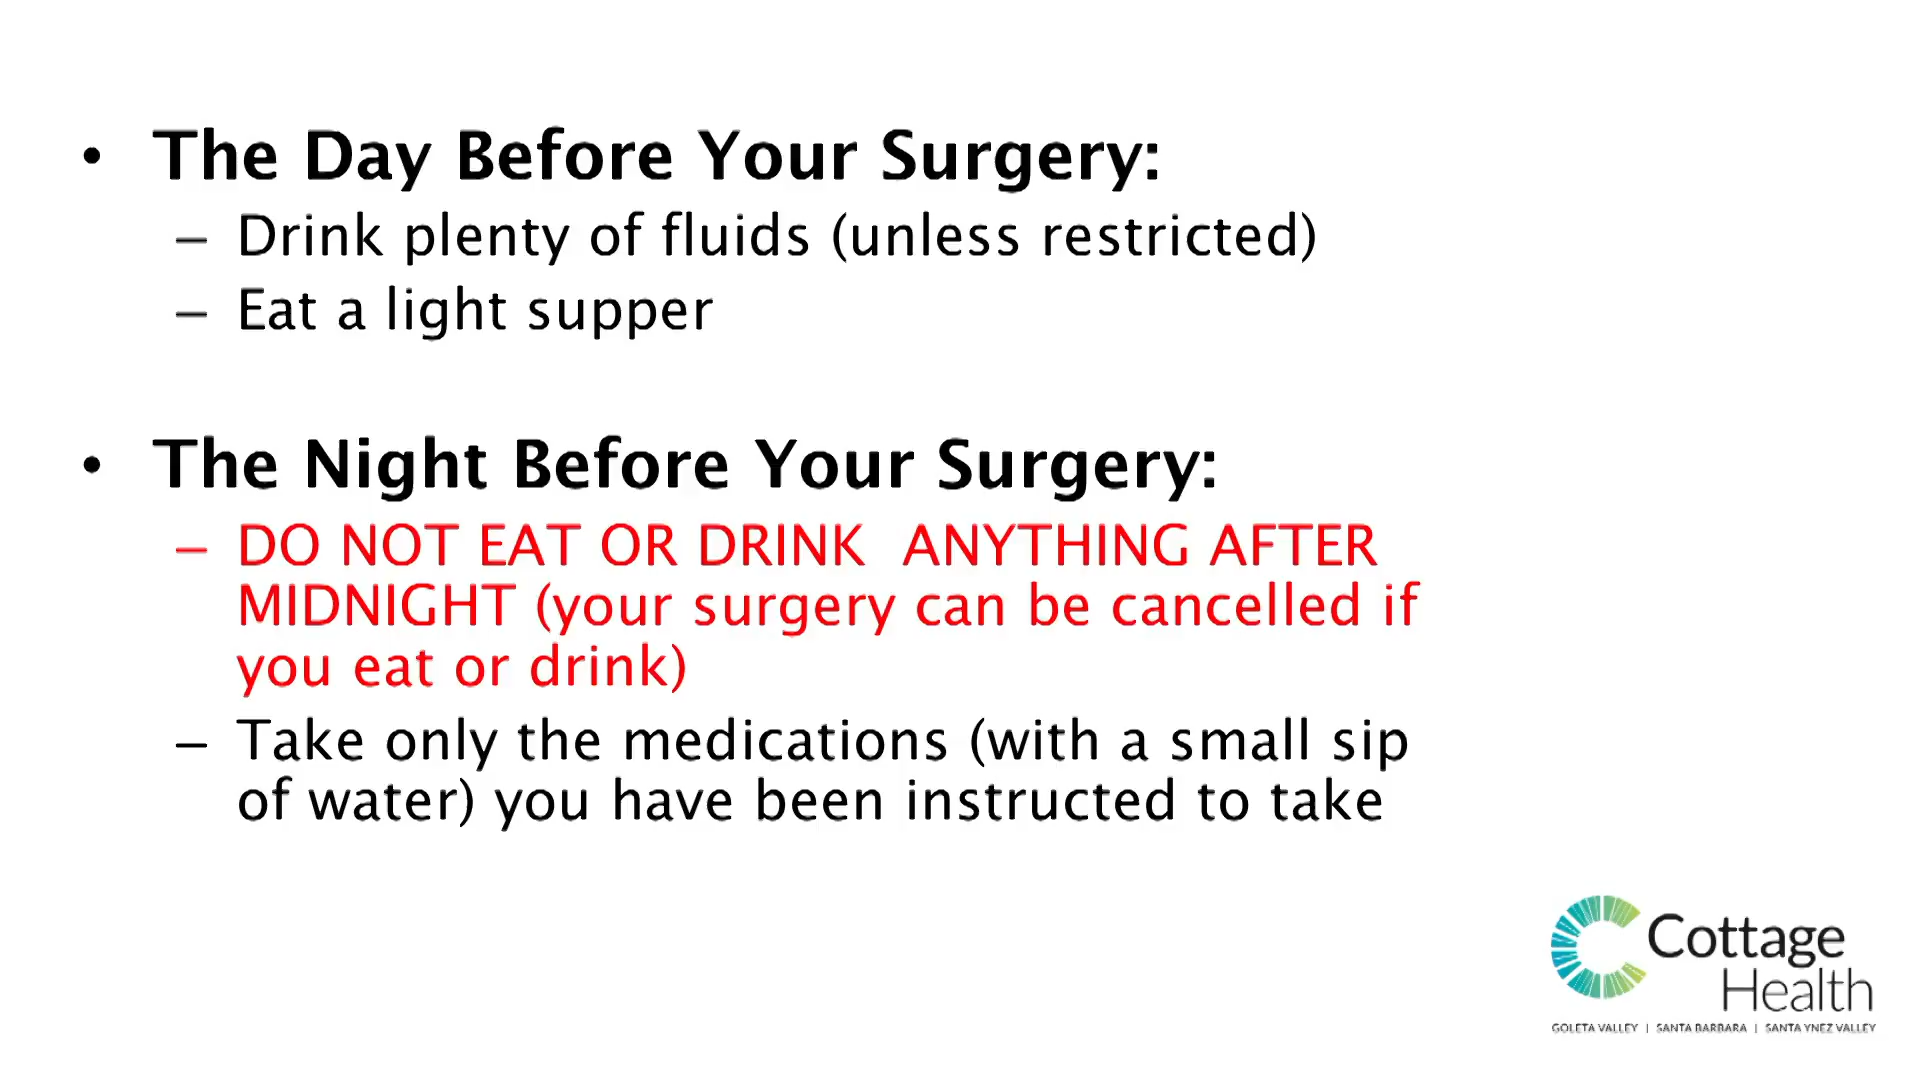 • The Day Before Your Surgery:
– Drink plenty of fluids (unless restricted)
– Eat a light supper
• The Night Before Your Surgery:
– DO NOT EAT OR DRINK  ANYTHING AFTER
MIDNIGHT (your surgery can be cancelled if
you eat or drink)
– Take only the medications (with a small sip
of water) you have been instructed to take
Cottage
Health
GOLETA VALLEY | SANTA BARBARA | SANTA YNEZ VALLEY